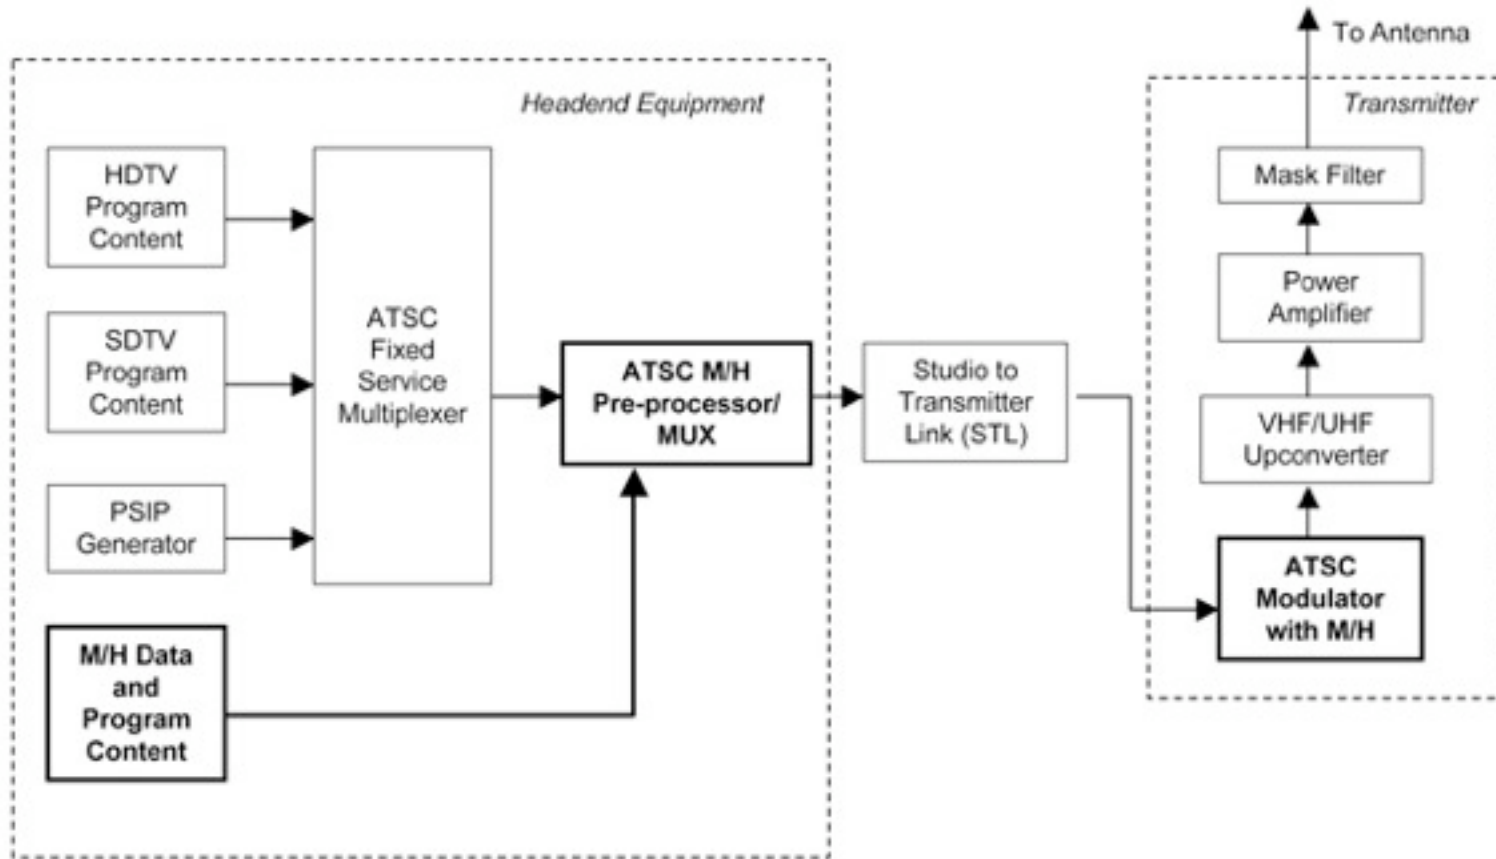 To Antenna
Headend Equipment
Transmitter
HDTV
Program
Content
SDTV
Program
Content
PSIP
Generator
M/H Data
and
Program
Content
ATSC
Fixed
Service
Multiplexer
ATSC M/H
Pre-processor/
MUX
Studio to
Transmitter
Link (STL)
Mask Filter
Power
Amplifier
VHF/UHF
Upconverter
ATSC
Modulator
with M/H